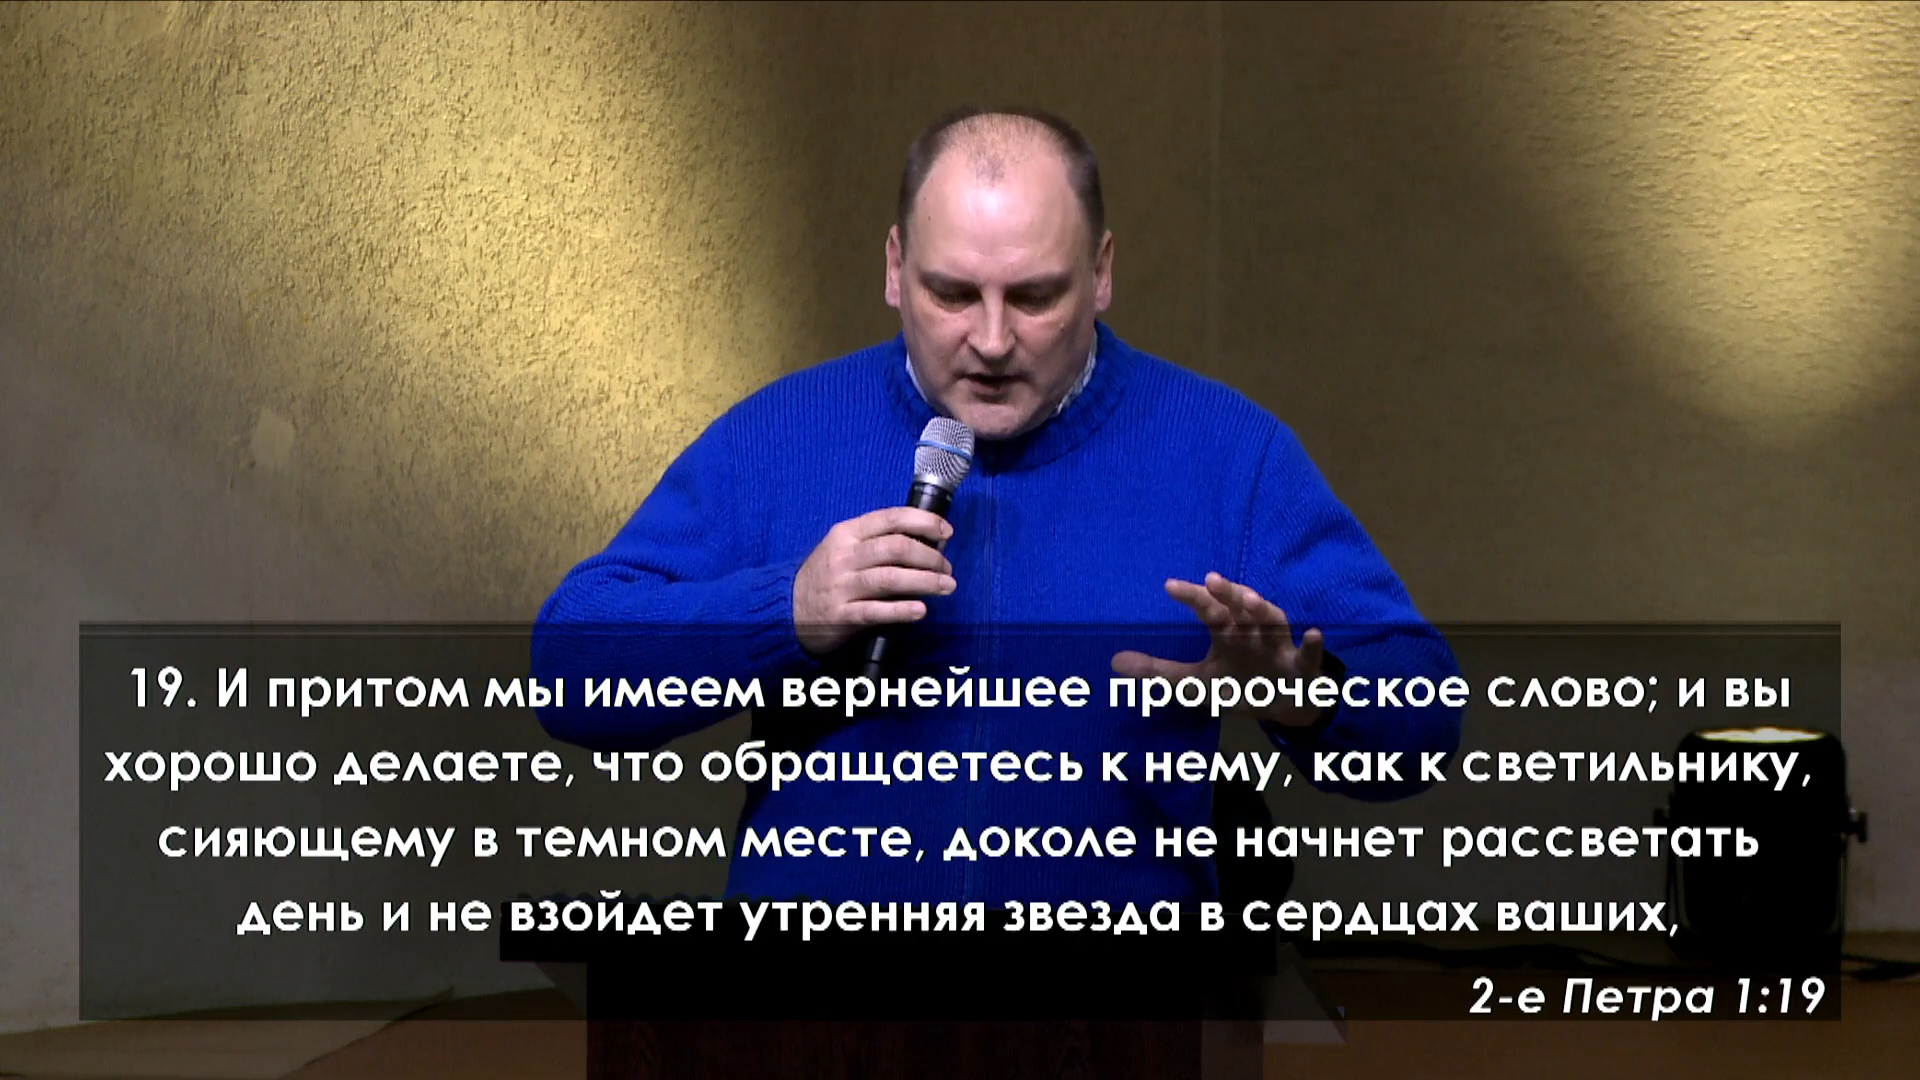 19. И притом мы имеем вернейшее пророческое слово; и вы
хорошо делаете, что обращаетесь к нему, как к светильнику,
сияющему в темном месте, доколе не начнет рассветать
день и не взойдет утренняя звезда в сердцах ваших,
2-е Петра 1:19